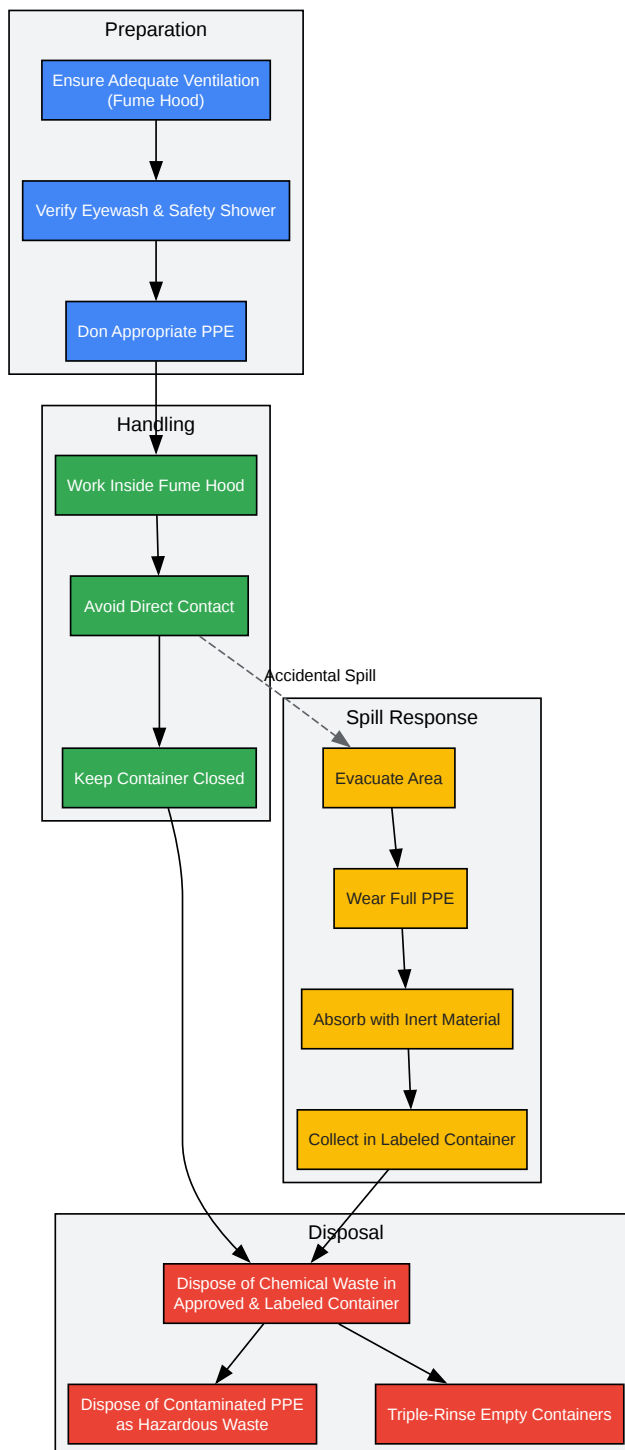 Preparation
Ensure Adequate Ventilation
(Fume Hood)
Verify Eyewash & Safety Shower
Don Appropriate PPE
Handling
Work Inside Fume Hood
Avoid Direct Contact
Accidental Spill
Keep Container Closed
Spill Response
Evacuate Area
Wear Full PPE
Absorb with Inert Material
Collect in Labeled Container
Disposal
Dispose of Chemical Waste in
Approved & Labeled Container
Dispose of Contaminated PPE
as Hazardous Waste
Triple-Rinse Empty Containers